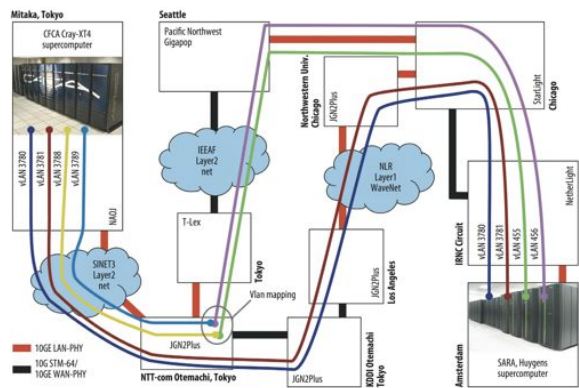 Mitaka, Tokyo
CFCA Cray-XT4
supercomputer
vLAN 3780
vLAN 3781
vLAN 3788
vLAN 3789
NAOJ
SINET3
Layer2
net
10GE LAN-PHY
10G STM-64/
10GE WAN-PHY
Seattle
Pacific Northwest
Gigapop
IEEAF
Layer2
net
T-Lex
Tokyo
Vlan mapping
JGN2Plus
NTT-com Otemachi, Tokyo
Northwestern Univ.
Chicago
JGN2Plus
NLR
Layer1
WaveNet
JGN2Plus
Los Angeles
JGN2Plus
KDDI Otemachi
Tokyo
StarLight
Chicago
NetherLight
IRNC Circuit
vLAN 3780
vLAN 3781
vLAN 455
vLAN 456
Amsterdam
SARA, Huygens
supercomputer